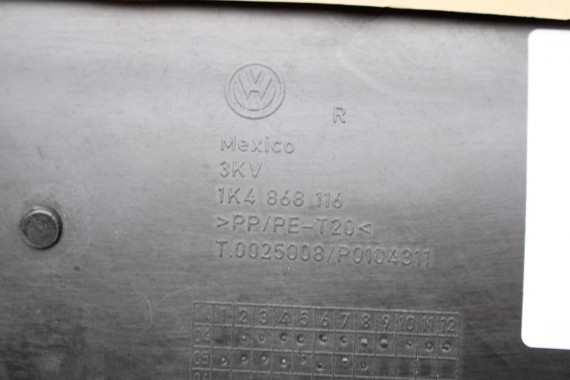 VW
R
Mexico
3KV
1K4 868 116
>PP/PE-T20<
T.0025008/P0104311
1 2 3 4 5 6 7 8 9 10 11 12
05